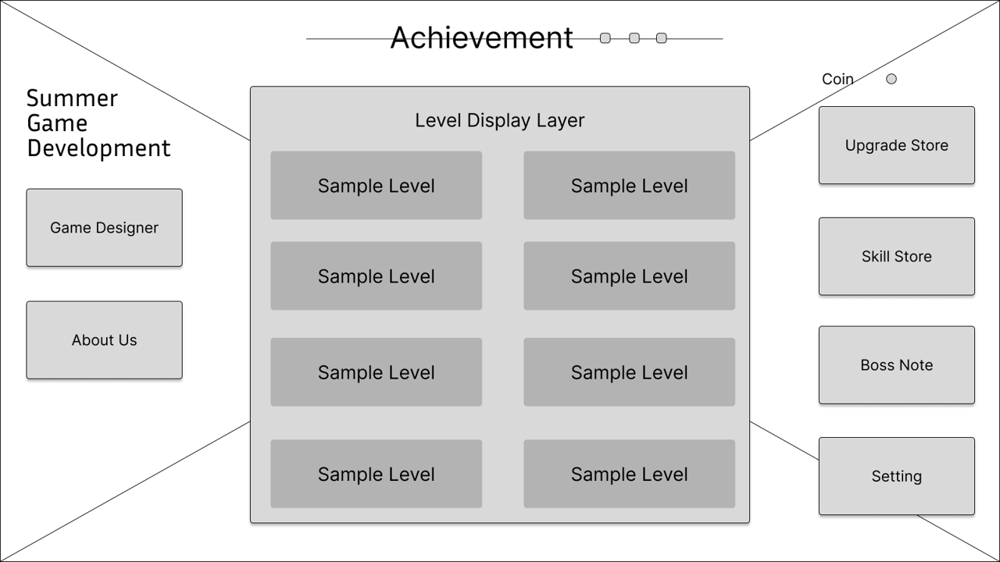 Achievement
Coin
Summer
Game
Development
Game Designer
About Us
Level Display Layer
Sample Level
Sample Level
Sample Level
Sample Level
Sample Level
Sample Level
Sample Level
Sample Level
Upgrade Store
Skill Store
Boss Note
Setting